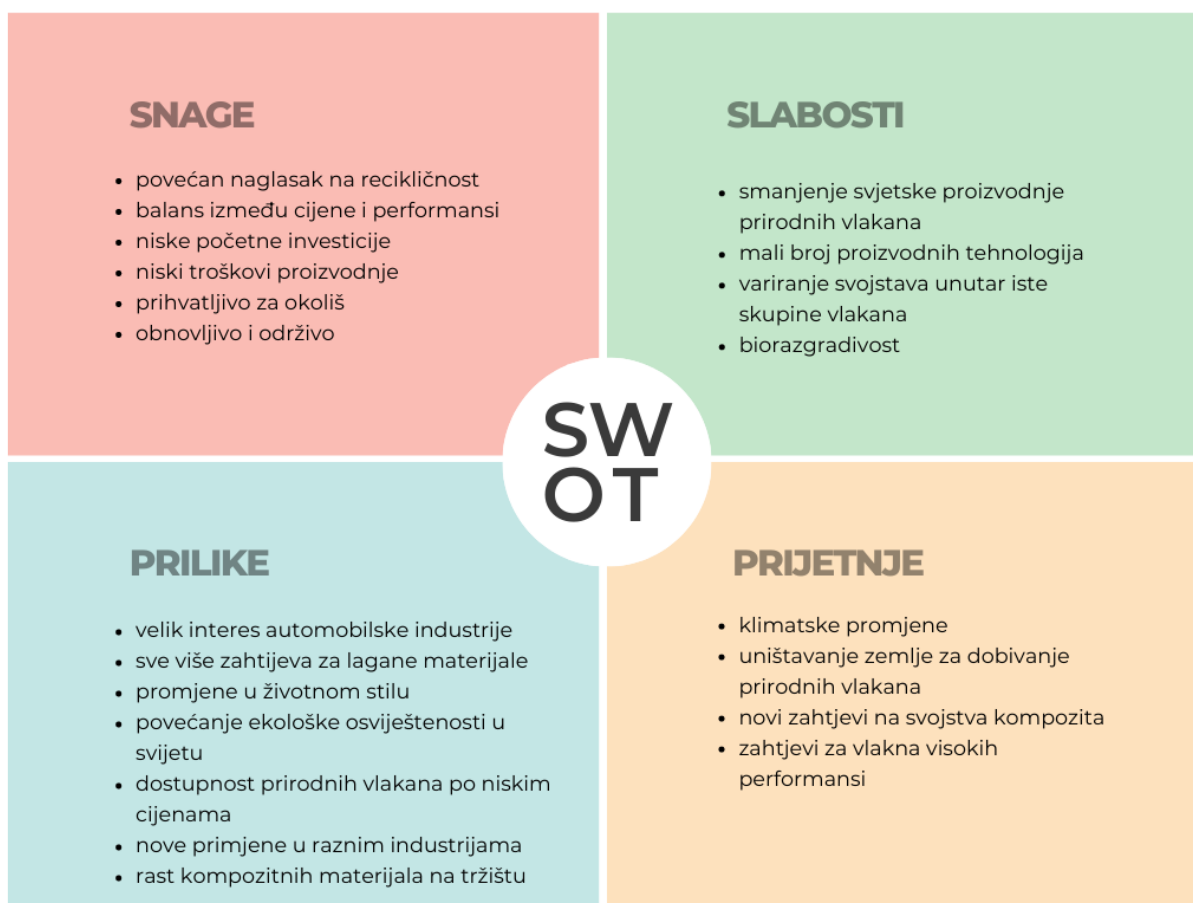 SNAGE
• povećan naglasak na recikličnost
• balans između cijene i performansi
• niske početne investicije
• niski troškovi proizvodnje
• prihvatljivo za okoliš
• obnovljivo i održivo
SLABOSTI
• smanjenje svjetske proizvodnje
prirodnih vlakana
• mali broj proizvodnih tehnologija
• variranje svojstava unutar iste
skupine vlakana
• biorazgradivost
SW
OT
PRILIKE
• velik interes automobilske industrije
• sve više zahtijeva za lagane materijale
• promjene u životnom stilu
• povećanje ekološke osviještenosti u
svijetu
• dostupnost prirodnih vlakana po niskim
cijenama
• nove primjene u raznim industrijama
• rast kompozitnih materijala na tržištu
PRIJETNJE
• klimatske promjene
• uništavanje zemlje za dobivanje
prirodnih vlakana
• novi zahtjevi na svojstva kompozita
• zahtjevi za vlakna visokih
performansi